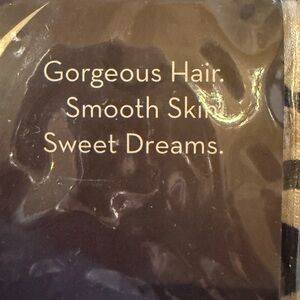 Gorgeous Hair.
Smooth Skin.
Sweet Dreams.